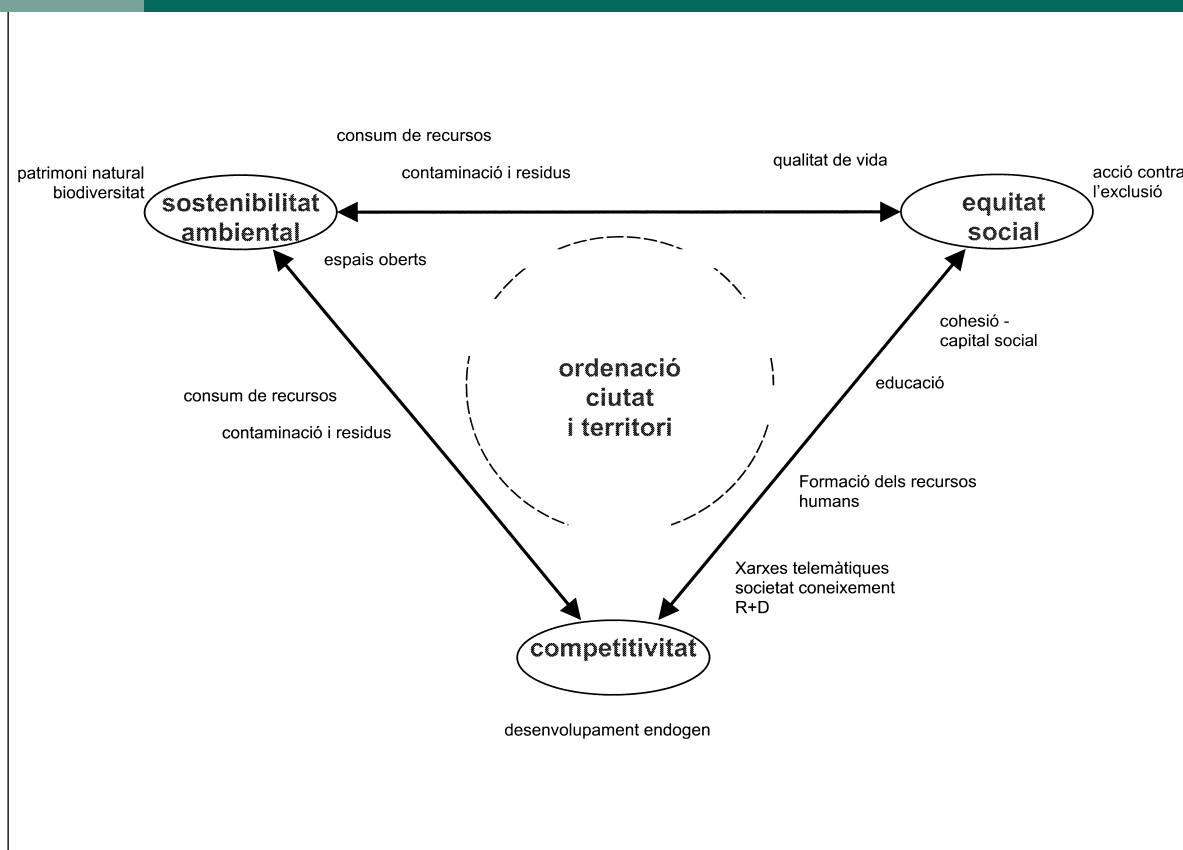 consum de recursos
patrimoni natural
biodiversitat
contaminació i residus
qualitat de vida
acció contra
l’exclusió
sostenibilitat
ambiental
equitat
social
espais oberts
cohesió -
capital social
ordenació
ciutat
i territori
educació
consum de recursos
contaminació i residus
Formació dels recursos
humans
Xarxes telemàtiques
societat coneixement
R+D
competitivitat
desenvolupament endogen